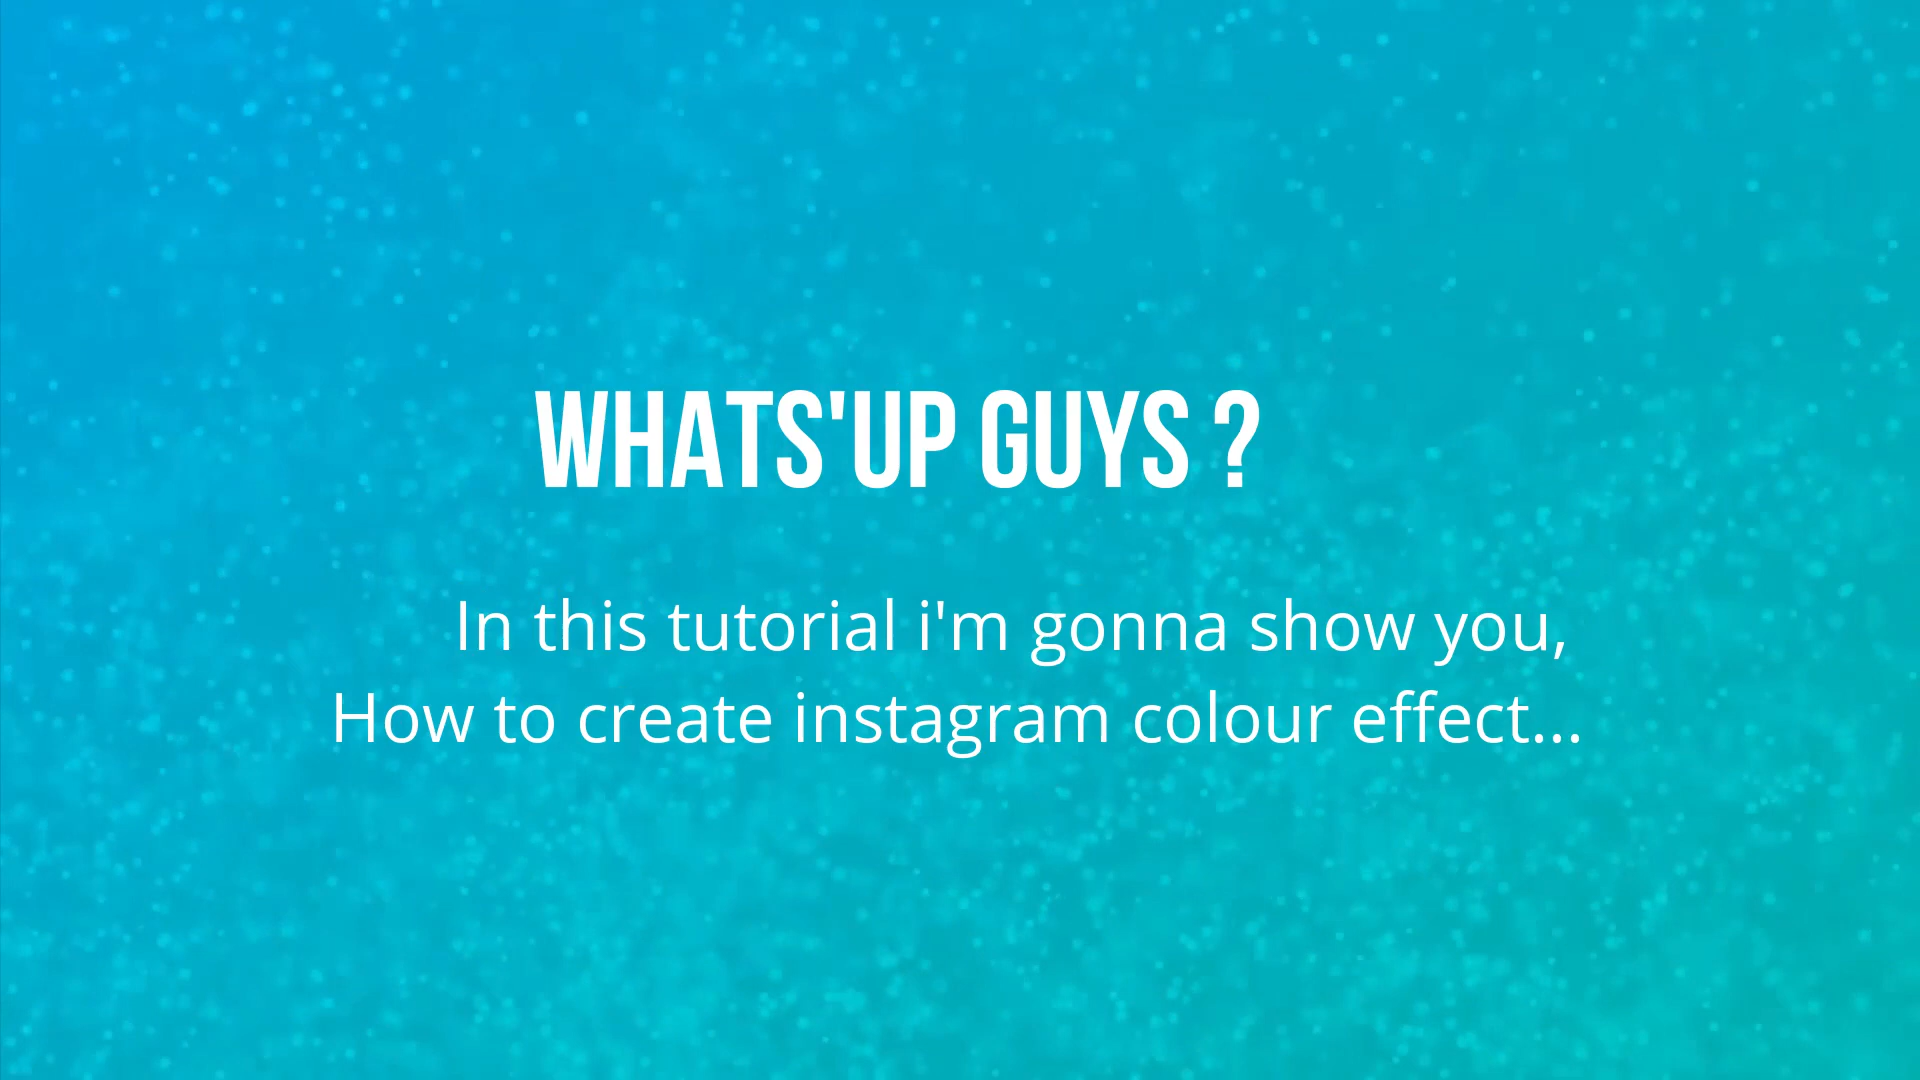 WHATS'UP GUYS ?
In this tutorial i'm gonna show you,
How to create instagram colour effect...